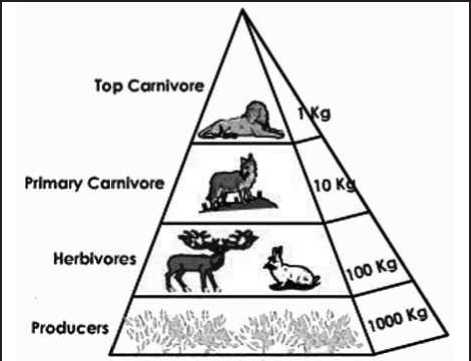 Top Carnivore
1 Kg
Primary Carnivore
10 Kg
Herbivores
100 Kg
Producers
1000 Kg